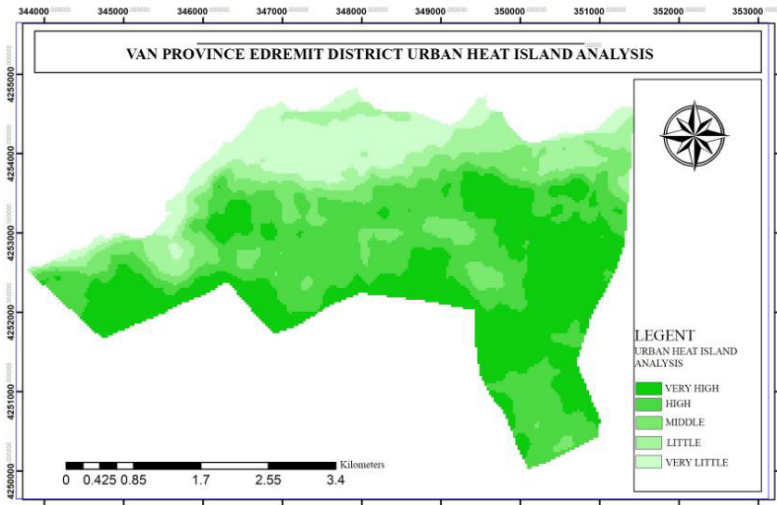 344000 345000 346000 347000 348000 349000 350000 351000 352000 353000
VAN PROVINCE EDREMIT DISTRICT URBAN HEAT ISLAND ANALYSIS
4255000
4254000
4253000
4252000
4251000
4250000
LEGENT
URBAN HEAT ISLAND
ANALYSIS
VERY HIGH
HIGH
MIDDLE
LITTLE
VERY LITTLE
Kilometers
0 0.425 0.85 1.7 2.55 3.4